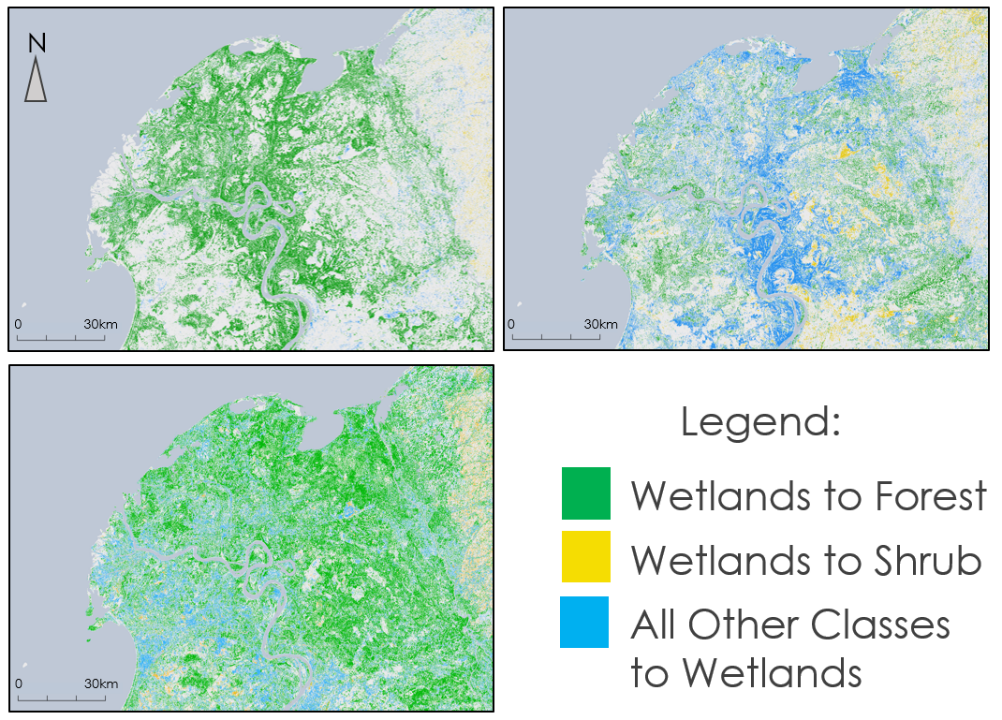 N
0 30km
0 30km
0 30km
Legend:
Wetlands to Forest
Wetlands to Shrub
All Other Classes
to Wetlands